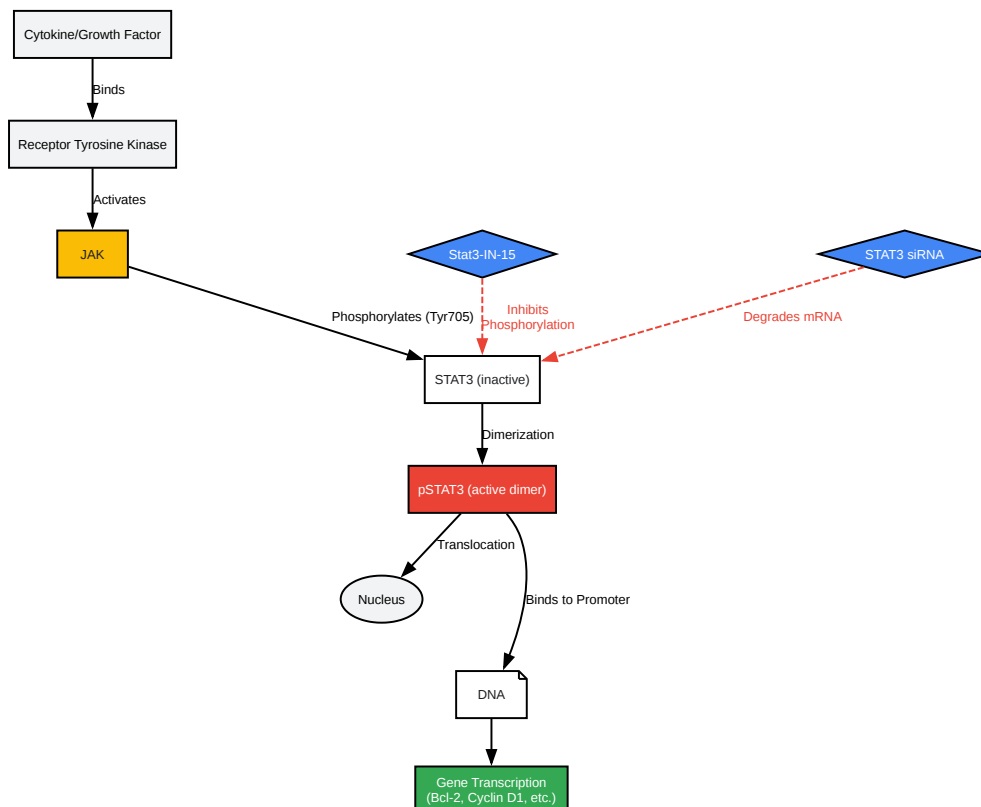 Cytokine/Growth Factor
Binds
Receptor Tyrosine Kinase
Activates
JAK
Stat3-IN-15
STAT3 siRNA
Phosphorylates (Tyr705)
Inhibits
Phosphorylation
Degrades mRNA
STAT3 (inactive)
Dimerization
pSTAT3 (active dimer)
Translocation
Nucleus
Binds to Promoter
DNA
Gene Transcription
(Bcl-2, Cyclin D1, etc.)